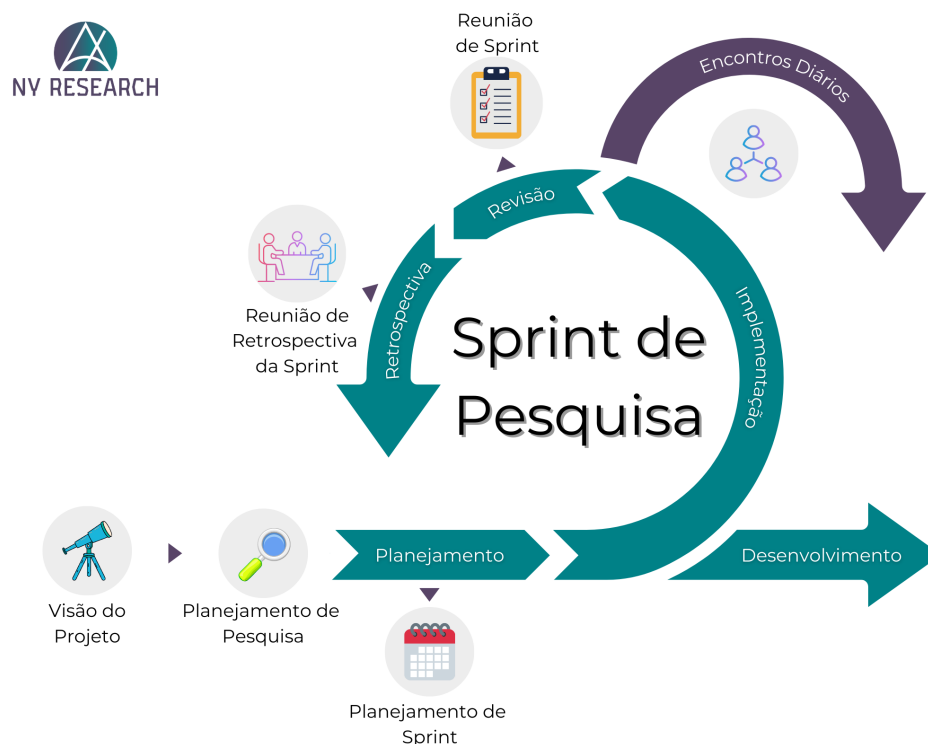 NV RESEARCH
Reunião
de Sprint
Encontros Diários
Revisão
Retrospectiva
Reunião de
Retrospectiva
da Sprint
Implementação
Sprint de
Pesquisa
Planejamento
Desenvolvimento
Visão do
Projeto
Planejamento de
Pesquisa
Planejamento de
Sprint